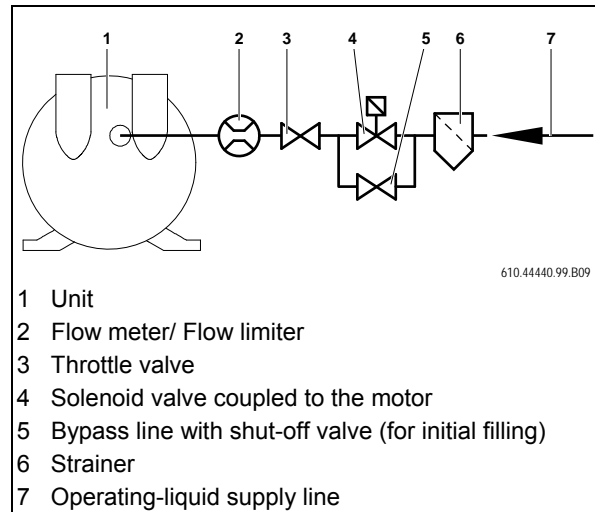 1 2 3 4 5 6 7
610.44440.99.B09
1 Unit
2 Flow meter/ Flow limiter
3 Throttle valve
4 Solenoid valve coupled to the motor
5 Bypass line with shut-off valve (for initial filling)
6 Strainer
7 Operating-liquid supply line